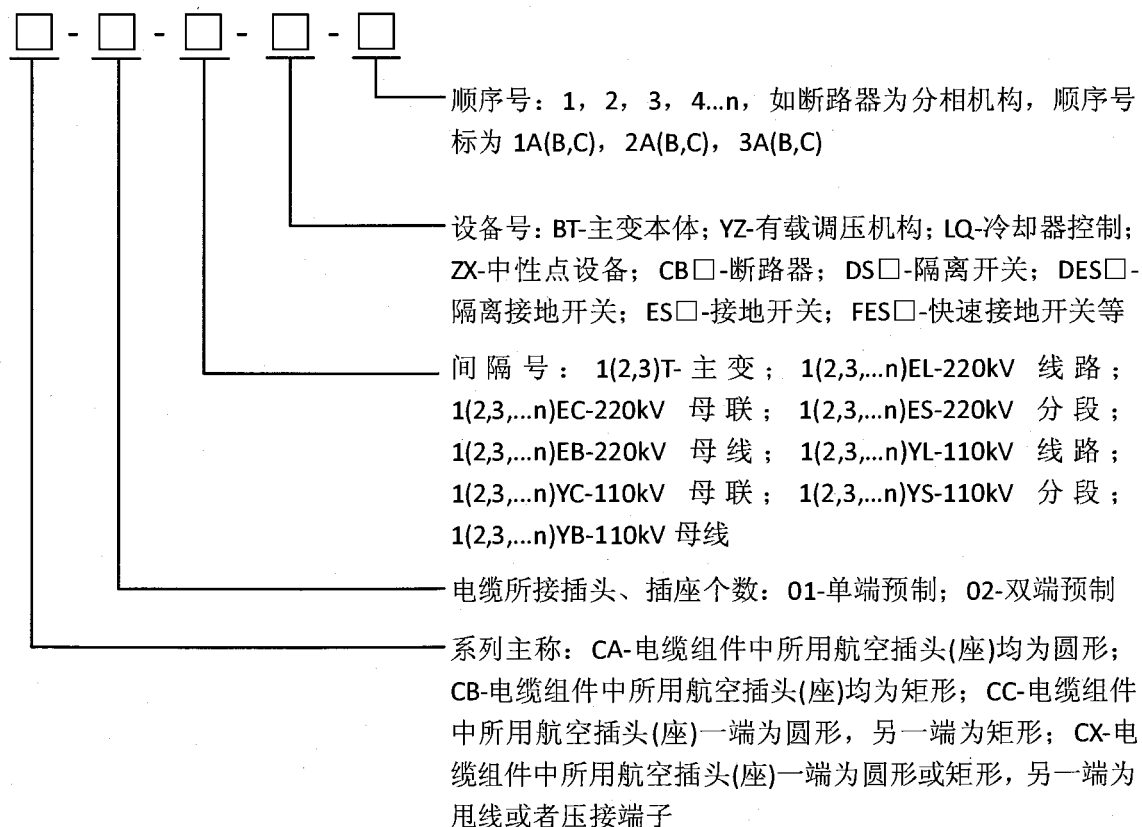 □-□-□-□-□
顺序号：1，2，3，4...n，如断路器为分相机构，顺序号
标为 1A(B,C)，2A(B,C)，3A(B,C)
设备号：BT-主变本体；YZ-有载调压机构；LQ-冷却器控制；
ZX-中性点设备；CB□-断路器；DS□-隔离开关；DES□-
隔离接地开关；ES□-接地开关；FES□-快速接地开关等
间隔号：1(2,3)T-主变；1(2,3,...n)EL-220kV 线路；
1(2,3,...n)EC-220kV 母联；1(2,3,...n)ES-220kV 分段；
1(2,3,...n)EB-220kV 母线；1(2,3,...n)YL-110kV 线路；
1(2,3,...n)YC-110kV 母联；1(2,3,...n)YS-110kV 分段；
1(2,3,...n)YB-110kV 母线
电缆所接插头、插座个数：01-单端预制；02-双端预制
系列主称：CA-电缆组件中所用航空插头(座)均为圆形；
CB-电缆组件中所用航空插头(座)均为矩形；CC-电缆组件
中所用航空插头(座)一端为圆形，另一端为矩形；CX-电
缆组件中所用航空插头(座)一端为圆形或矩形，另一端为
甩线或者压接端子